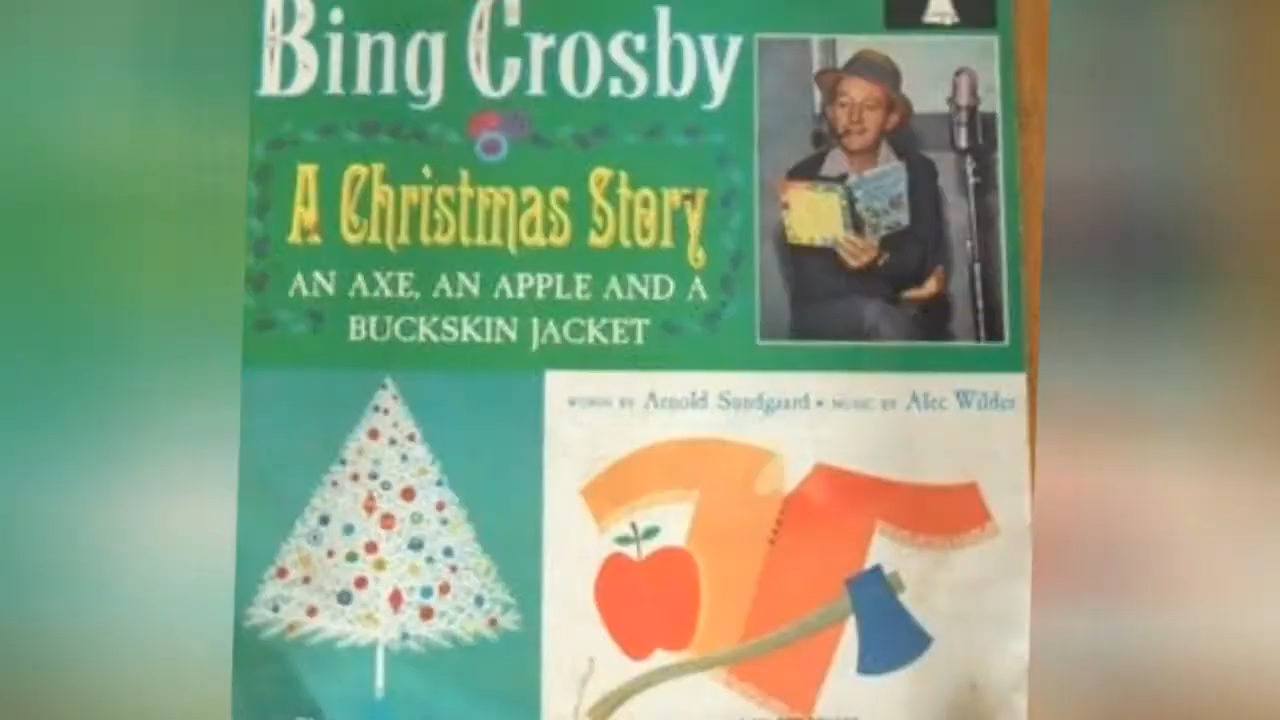 Bing Crosby
A Christmas Story
AN AXE, AN APPLE AND A
BUCKSKIN JACKET
WORDS BY Arnold Sundgaard • MUSIC BY Alec Wilder